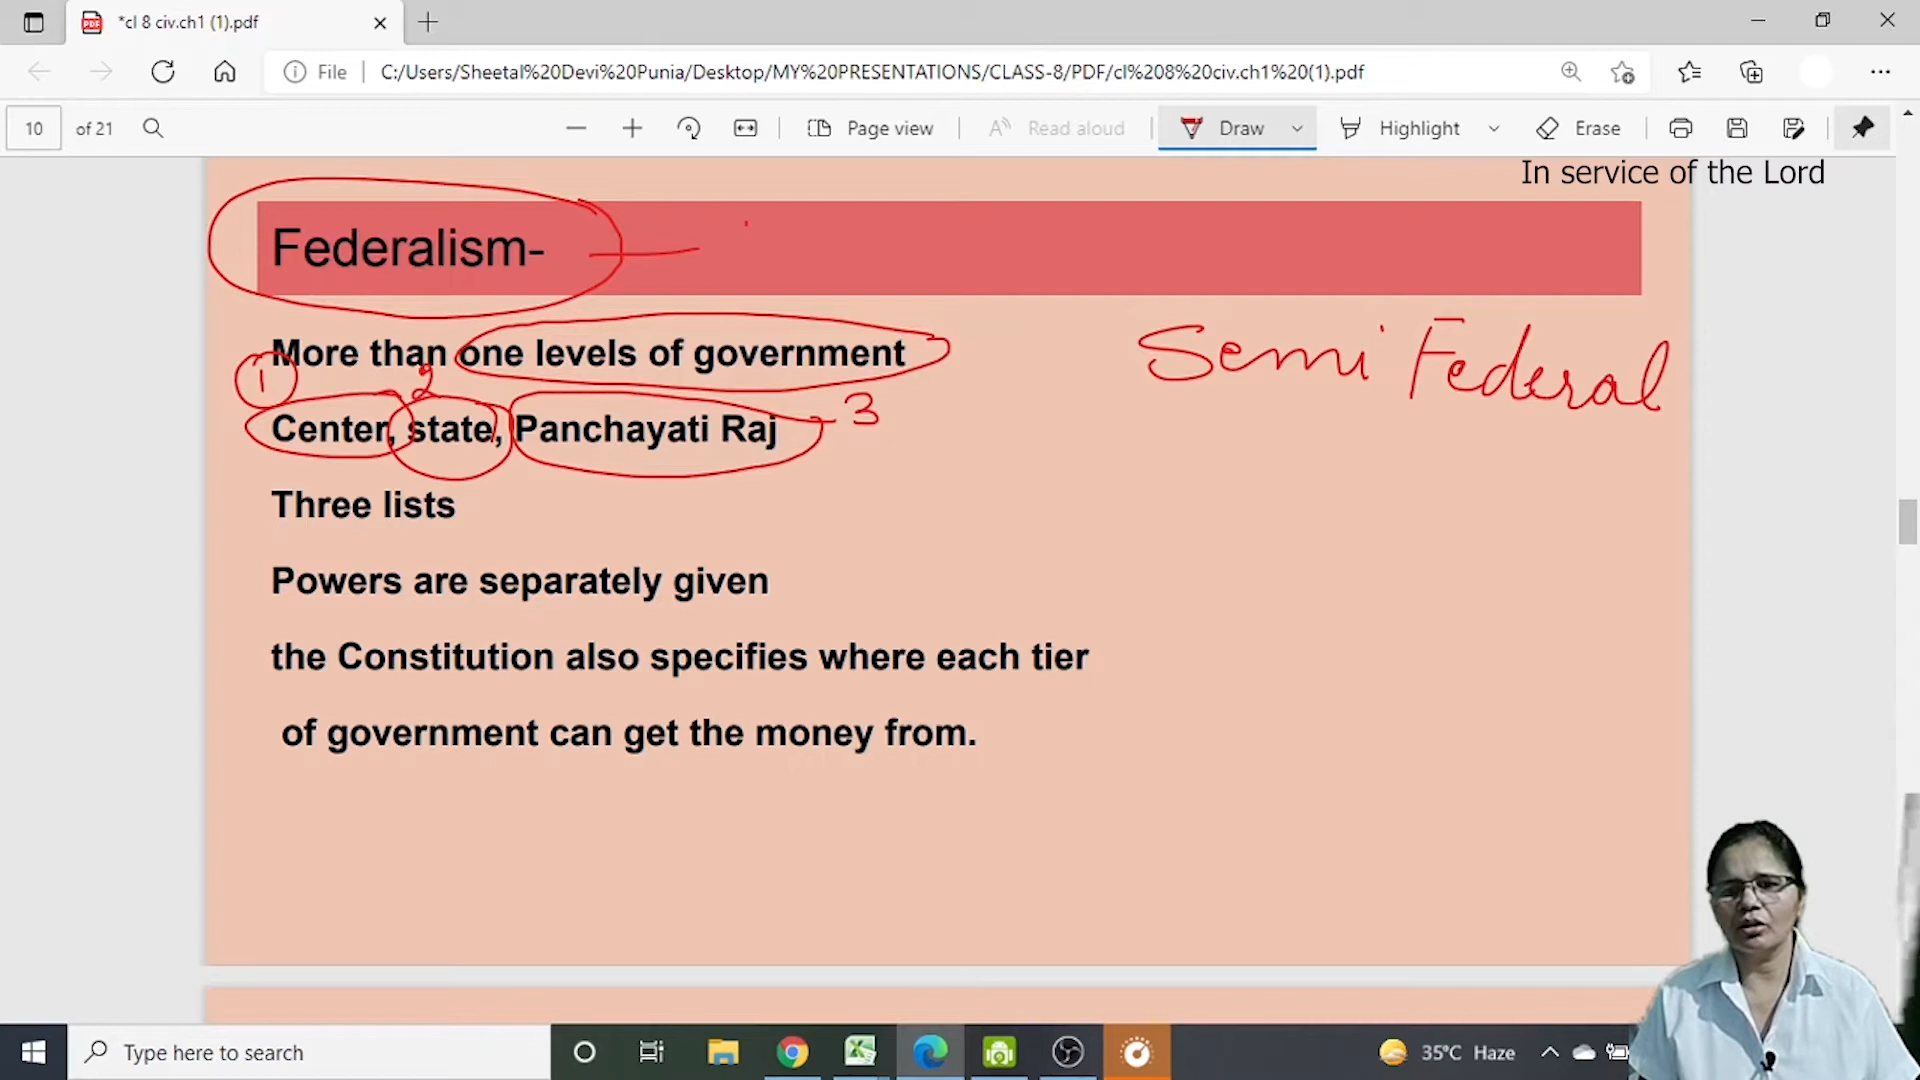 *cl 8 civ.ch1 (1).pdf
File
C:/Users/Sheetal%20Devi%20Punia/Desktop/MY%20PRESENTATIONS/CLASS-8/PDF/cl%208%20civ.ch1%20(1).pdf
10 of 21
Page view
Read aloud
Draw
Highlight
Erase
In service of the Lord
Federalism-
More than one levels of government
Semi Federal
1
2
Center, state, Panchayati Raj
3
Three lists
Powers are separately given
the Constitution also specifies where each tier
of government can get the money from.
Type here to search
35°C Haze